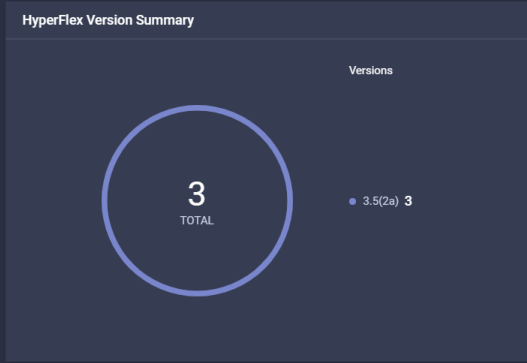 HyperFlex Version Summary
Versions
3
TOTAL
3.5(2a) 3